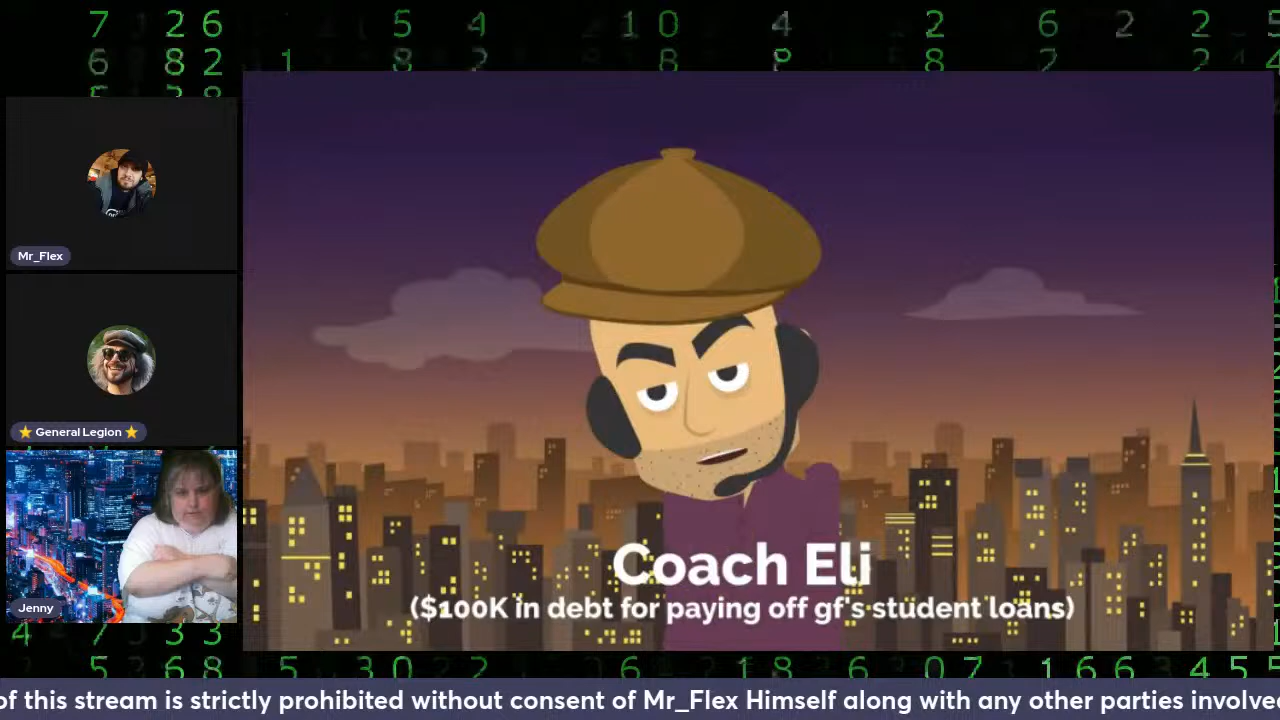 Mr_Flex
⭐ General Legion ⭐
Jenny
Coach Eli
($100K in debt for paying off gf's student loans)
of this stream is strictly prohibited without consent of Mr_Flex Himself along with any other parties involve